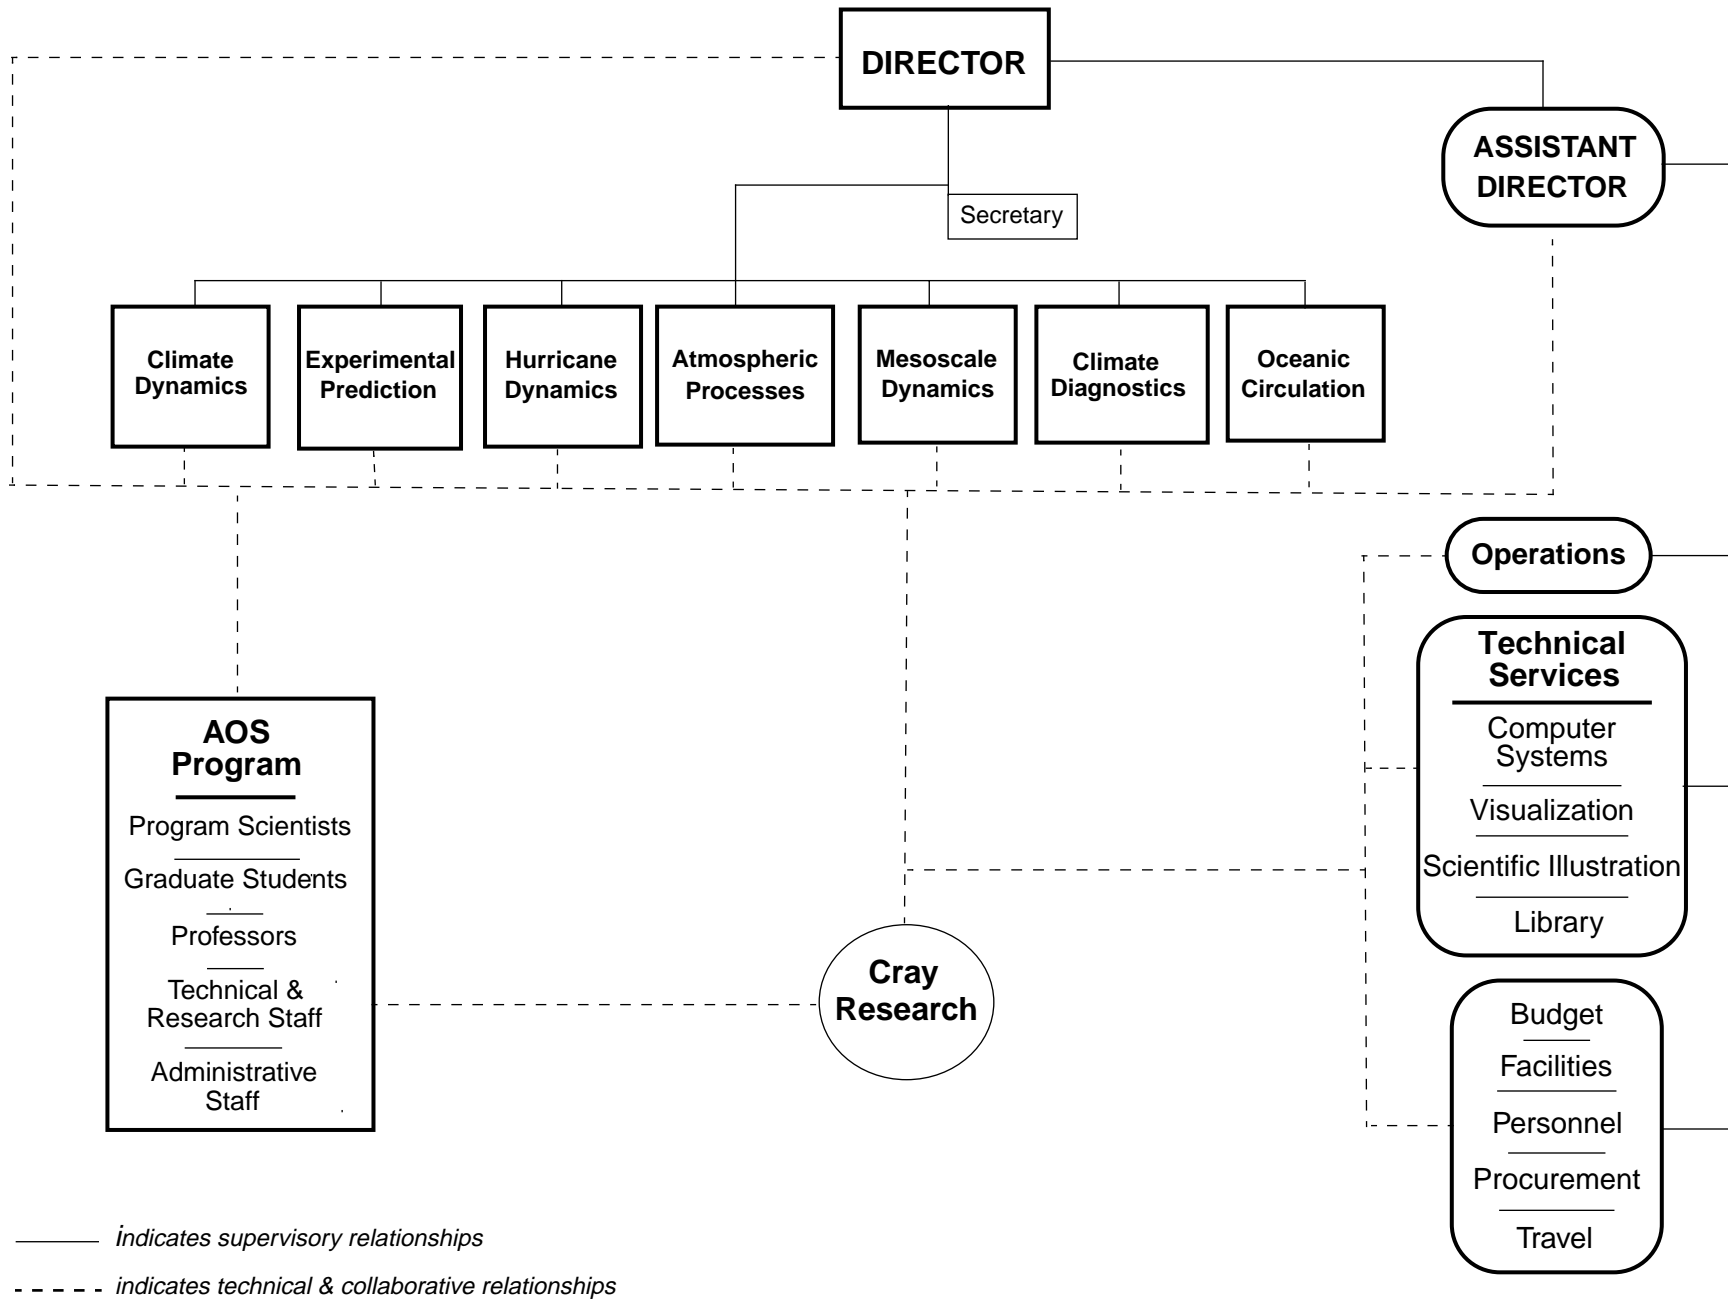 DIRECTOR
ASSISTANT
DIRECTOR
Secretary
Climate
Dynamics
Experimental
Prediction
Hurricane
Dynamics
Atmospheric
Processes
Mesoscale
Dynamics
Climate
Diagnostics
Oceanic
Circulation
Operations
Technical
Services
Computer
Systems
Visualization
Scientific Illustration
Library
AOS
Program
Program Scientists
Graduate Students
Professors
Technical &
Research Staff
Administrative
Staff
Cray
Research
Budget
Facilities
Personnel
Procurement
Travel
indicates supervisory relationships
indicates technical & collaborative relationships